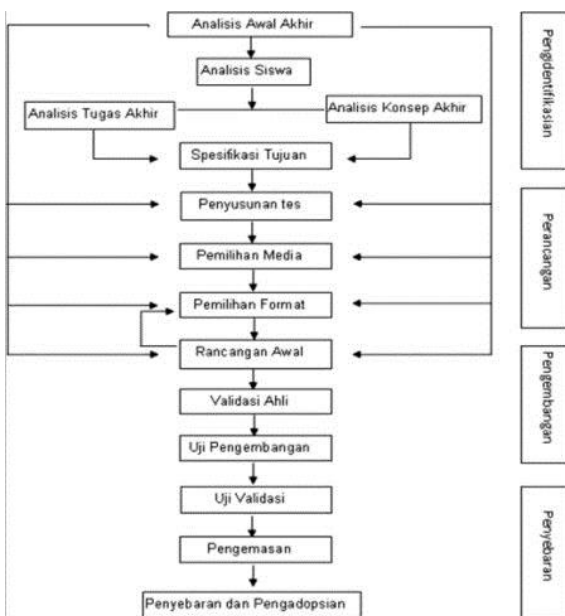 Analisis Awal Akhir
Analisis Siswa
Analisis Tugas Akhir
Analisis Konsep Akhir
Spesifikasi Tujuan
Penyusunan tes
Pemilihan Media
Pemilihan Format
Rancangan Awal
Validasi Ahli
Uji Pengembangan
Uji Validasi
Pengemasan
Penyebaran dan Pengadopsian
Pengidentifikasian
Perancangan
Pengembangan
Penyebaran